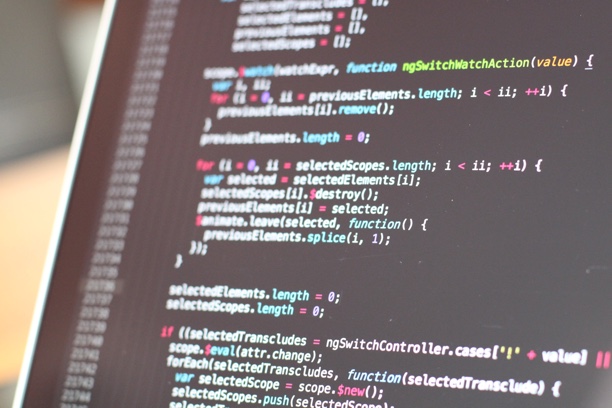 selectedTranscludes = [],
selectedElements = [],
previousElements = [],
selectedScopes = [];
scope.$watch(watchExpr, function ngSwitchWatchAction(value) {
var i, ii;
for (i = 0, ii = previousElements.length; i < ii; ++i) {
previousElements[i].remove();
}
previousElements.length = 0;
for (i = 0, ii = selectedScopes.length; i < ii; ++i) {
var selected = selectedElements[i];
selectedScopes[i].$destroy();
previousElements[i] = selected;
$animate.leave(selected, function() {
previousElements.splice(i, 1);
});
}
selectedElements.length = 0;
selectedScopes.length = 0;
if ((selectedTranscludes = ngSwitchController.cases["!" + value] ||
scope.$eval(attr.change);
forEach(selectedTranscludes, function(selectedTransclude) {
var selectedScope = scope.$new();
selectedScopes.push(selectedScope);